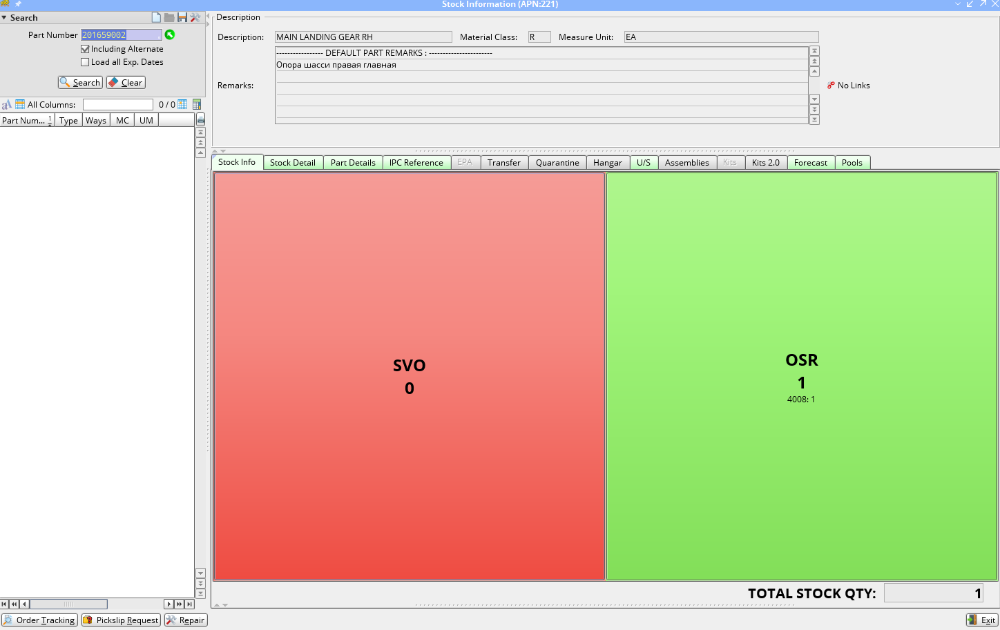 Stock Information (APN:221)
Search
Part Number 201659002
Including Alternate
Load all Exp. Dates
Search Clear
All Columns: 0 / 0
Part Num... 1 Type Ways MC UM
Description
Description: MAIN LANDING GEAR RH Material Class: R Measure Unit: EA
Remarks:
----------------- DEFAULT PART REMARKS : -----------------------
Опора шасси правая главная
No Links
Stock Info Stock Detail Part Details IPC Reference EPA Transfer Quarantine Hangar U/S Assemblies Kits Kits 2.0 Forecast Pools
SVO
0
OSR
1
4008: 1
TOTAL STOCK QTY: 1
Order Tracking Pickslip Request Repair Exit